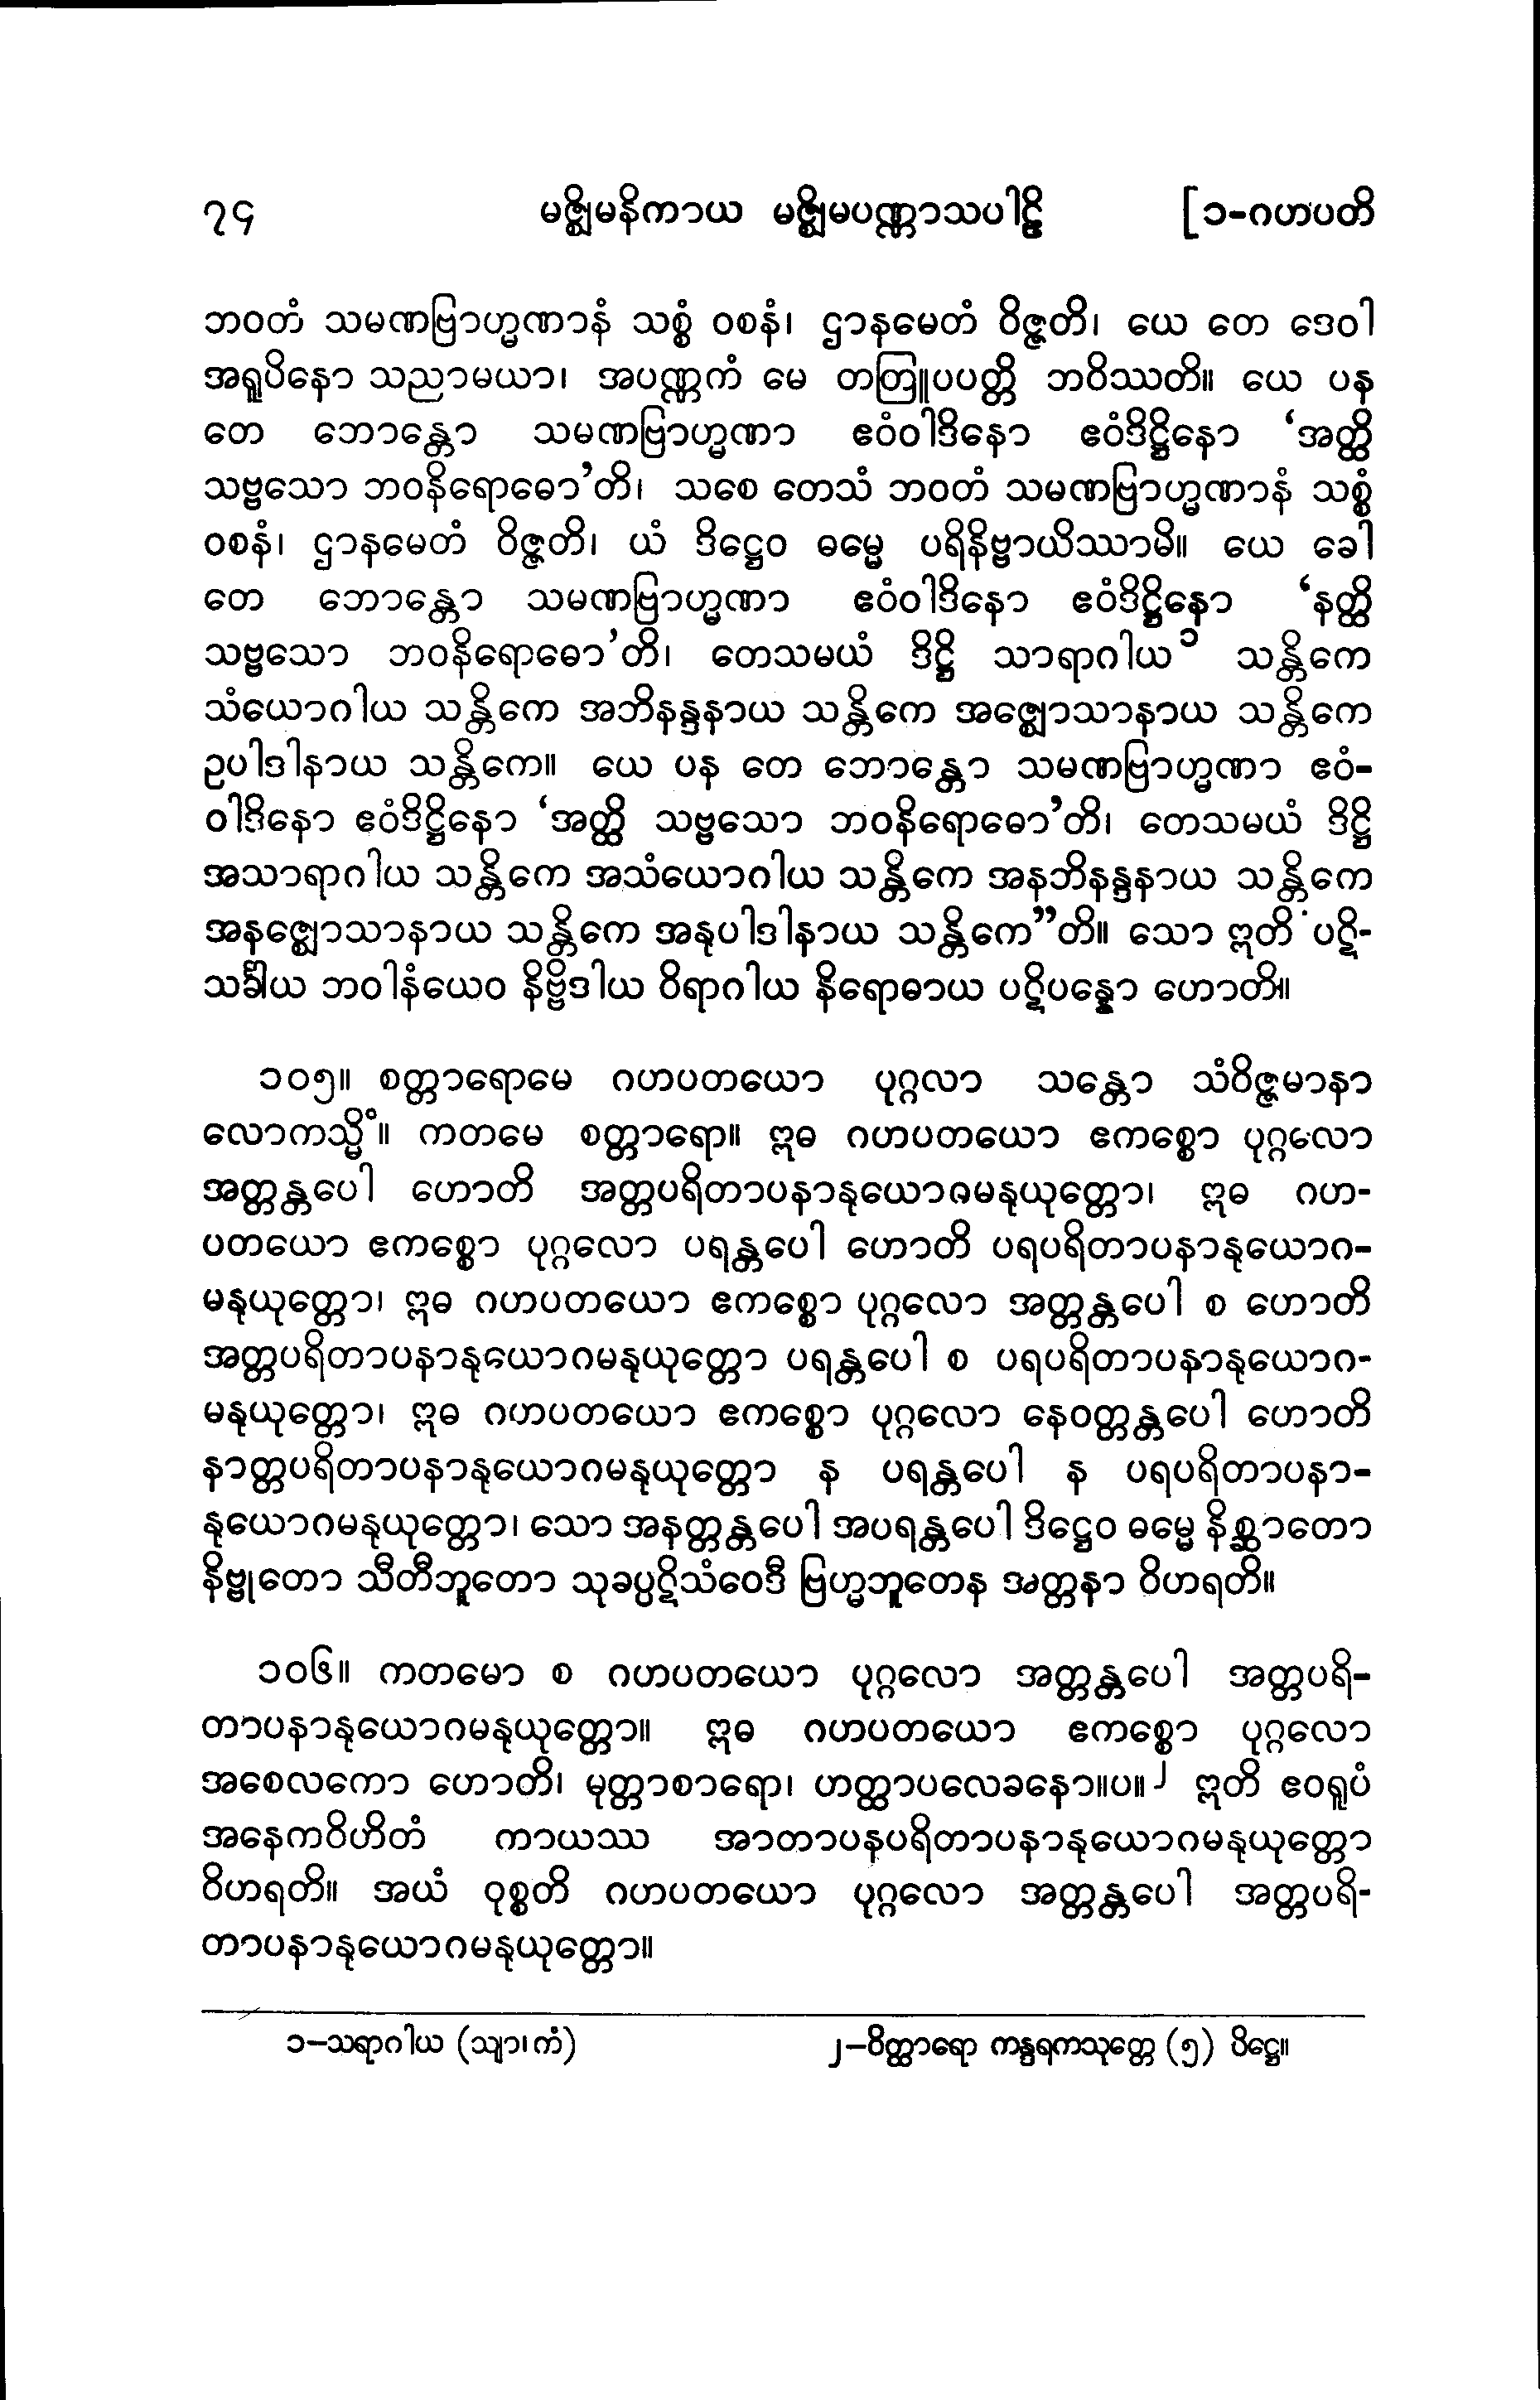 ၇၄ မဇ္ဈိမနိကာယ မဇ္ဈိမပဏ္ဏာသပါဠိ [၁-ဂဟပတိ
ဘဝတံ သမဏဗြာဟ္မဏာနံ သစ္စံ ဝစနံ၊ ဌာနမေတံ ဝိဇ္ဇတိ၊ ယေ တေ ဒေဝါ
အရူပိနော သညာမယာ၊ အပဏ္ဏကံ မေ တတြူပပတ္တိ ဘဝိဿတိ။ ယေ ပန
တေ ဘောန္တော သမဏဗြာဟ္မဏာ ဧဝံဝါဒိနော ဧဝံဒိဋ္ဌိနော ‘အတ္ထိ
သဗ္ဗသော ဘဝနိရောဓော’တိ၊ သစေ တေသံ ဘဝတံ သမဏဗြာဟ္မဏာနံ သစ္စံ
ဝစနံ၊ ဌာနမေတံ ဝိဇ္ဇတိ၊ ယံ ဒိဋ္ဌေဝ ဓမ္မေ ပရိနိဗ္ဗာယိဿာမိ။ ယေ ခေါ
တေ ဘောန္တော သမဏဗြာဟ္မဏာ ဧဝံဝါဒိနော ဧဝံဒိဋ္ဌိနော ‘နတ္ထိ
သဗ္ဗသော ဘဝနိရောဓော’တိ၊ တေသမယံ ဒိဋ္ဌိ သာရာဂါယ၁ သန္တိကေ
သံယောဂါယ သန္တိကေ အဘိနန္ဒနာယ သန္တိကေ အဇ္ဈောသာနာယ သန္တိကေ
ဥပါဒါနာယ သန္တိကေ။ ယေ ပန တေ ဘောန္တော သမဏဗြာဟ္မဏာ ဧဝံ-
ဝါဒိနော ဧဝံဒိဋ္ဌိနော ‘အတ္ထိ သဗ္ဗသော ဘဝနိရောဓော’တိ၊ တေသမယံ ဒိဋ္ဌိ
အသာရာဂါယ သန္တိကေ အသံယောဂါယ သန္တိကေ အနဘိနန္ဒနာယ သန္တိကေ
အနဇ္ဈောသာနာယ သန္တိကေ အနုပါဒါနာယ သန္တိကေ”တိ။ သော ဣတိ ပဋိ-
သင်္ခါယ ဘဝါနံယေဝ နိဗ္ဗိဒါယ ဝိရာဂါယ နိရောဓာယ ပဋိပန္နော ဟောတိ။
၁၀၅။ စတ္တာရောမေ ဂဟပတယော ပုဂ္ဂလာ သန္တော သံဝိဇ္ဇမာနာ
လောကသ္မိံ။ ကတမေ စတ္တာရော။ ဣဓ ဂဟပတယော ဧကစ္စော ပုဂ္ဂလော
အတ္တန္တပေါ ဟောတိ အတ္တပရိတာပနာနုယောဂမနုယုတ္တော၊ ဣဓ ဂဟ-
ပတယော ဧကစ္စော ပုဂ္ဂလော ပရန္တပေါ ဟောတိ ပရပရိတာပနာနုယောဂ-
မနုယုတ္တော၊ ဣဓ ဂဟပတယော ဧကစ္စော ပုဂ္ဂလော အတ္တန္တပေါ စ ဟောတိ
အတ္တပရိတာပနာနုယောဂမနုယုတ္တော ပရန္တပေါ စ ပရပရိတာပနာနုယောဂ-
မနုယုတ္တော၊ ဣဓ ဂဟပတယော ဧကစ္စော ပုဂ္ဂလော နေဝတ္တန္တပေါ ဟောတိ
နာတ္တပရိတာပနာနုယောဂမနုယုတ္တော န ပရန္တပေါ န ပရပရိတာပနာ-
နုယောဂမနုယုတ္တော၊ သော အနတ္တန္တပေါ အပရန္တပေါ ဒိဋ္ဌေဝ ဓမ္မေ နိစ္ဆာတော
နိဗ္ဗုတော သီတီဘူတော သုခပ္ပဋိသံဝေဒီ ဗြဟ္မဘူတေန အတ္တနာ ဝိဟရတိ။
၁၀၆။ ကတမော စ ဂဟပတယော ပုဂ္ဂလော အတ္တန္တပေါ အတ္တပရိ-
တာပနာနုယောဂမနုယုတ္တော။ ဣဓ ဂဟပတယော ဧကစ္စော ပုဂ္ဂလော
အစေလကော ဟောတိ၊ မုတ္တာစာရော၊ ဟတ္ထာပလေခနော။ပ။၂ ဣတိ ဧဝရူပံ
အနေကဝိဟိတံ ကာယဿ အာတာပနပရိတာပနာနုယောဂမနုယုတ္တော
ဝိဟရတိ။ အယံ ဝုစ္စတိ ဂဟပတယော ပုဂ္ဂလော အတ္တန္တပေါ အတ္တပရိ-
တာပနာနုယောဂမနုယုတ္တော။
၁–သရာဂါယ (သျာ၊ ကံ) ၂–ဝိတ္ထာရော ကန္ဒရကသုတ္တေ (၅) ပိဋ္ဌေ။